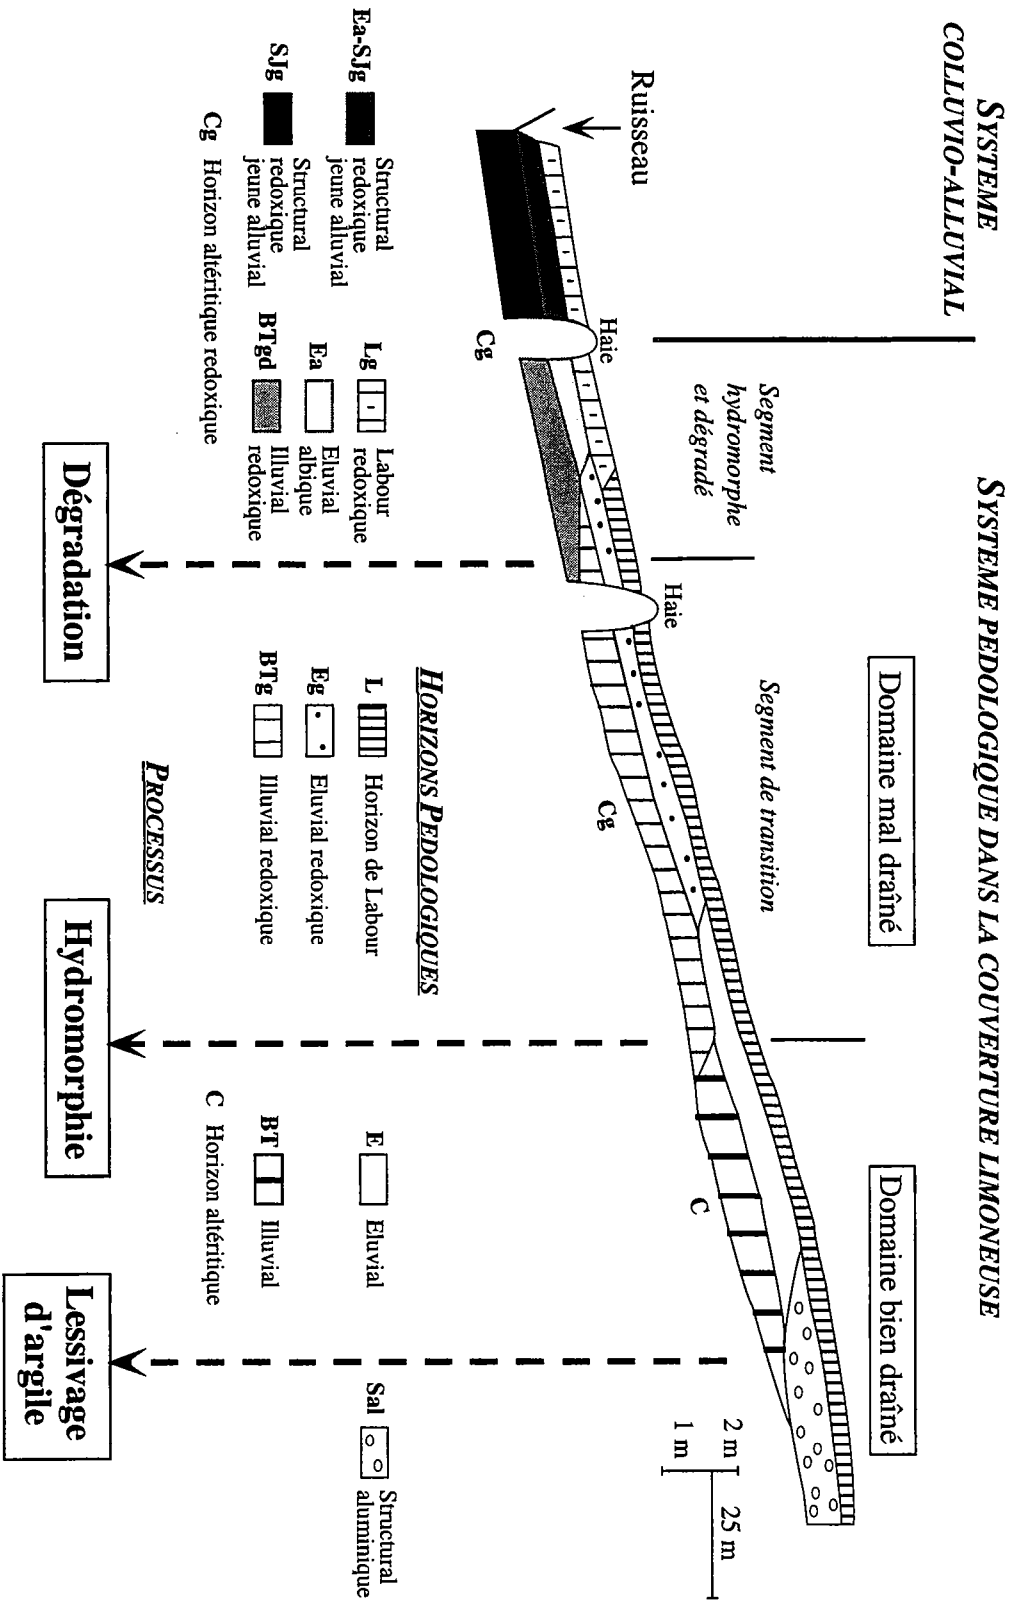 SYSTEME
COLLUVIO-ALLUVIAL
SYSTEME PEDOLOGIQUE DANS LA COUVERTURE LIMONEUSE
Domaine mal draîné
Domaine bien draîné
Segment
hydromorphe
et dégradé
Segment de transition
Ruisseau
Haie
Haie
Cg
Cg
C
2 m
1 m
25 m
HORIZONS PEDOLOGIQUES
Ea-SJg
Structural
redoxique
jeune alluvial
SJg
Structural
redoxique
jeune alluvial
Cg Horizon altéritique redoxique
Lg
Labour
redoxique
Ea
Eluvial
albique
BTgd
Illuvial
redoxique
L
Horizon de Labour
Eg
Eluvial redoxique
BTg
Illuvial redoxique
E
Eluvial
BT
Illuvial
C Horizon altéritique
Sal
Structural
aluminique
PROCESSUS
Dégradation
Hydromorphie
Lessivage
d'argile